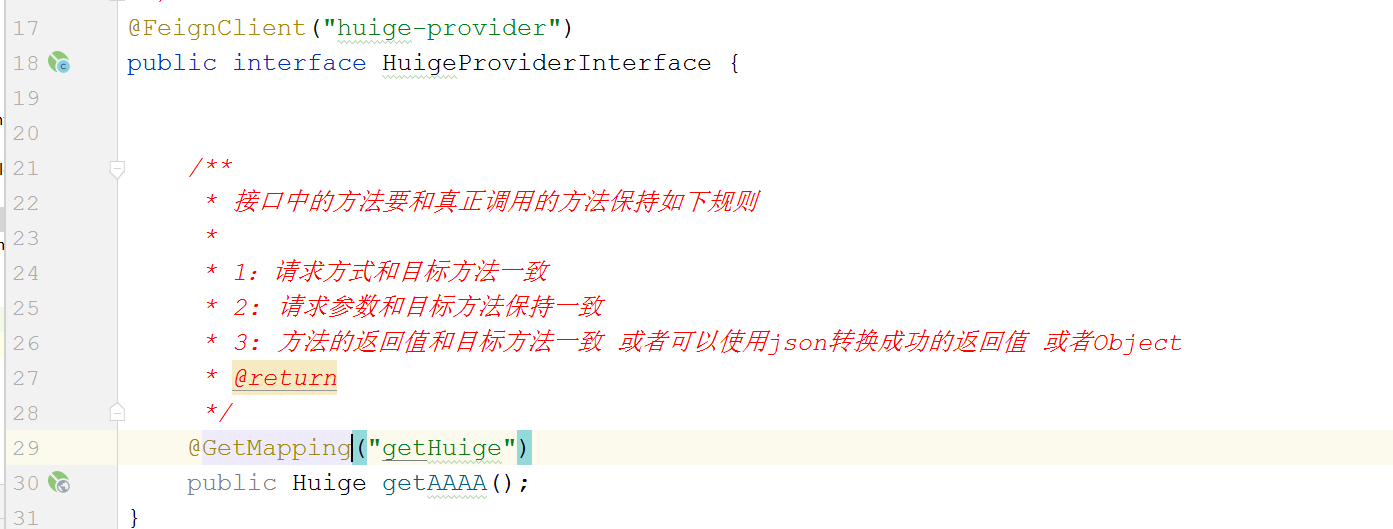 17 @FeignClient("huige-provider")
18 public interface HuigeProviderInterface {
19
20
21 /**
22 * 接口中的方法要和真正调用的方法保持如下规则
23 *
24 * 1: 请求方式和目标方法一致
25 * 2: 请求参数和目标方法保持一致
26 * 3: 方法的返回值和目标方法一致 或者可以使用json转换成功的返回值 或者Object
27 * @return
28 */
29 @GetMapping("getHuige")
30 public Huige getAAAA();
31 }